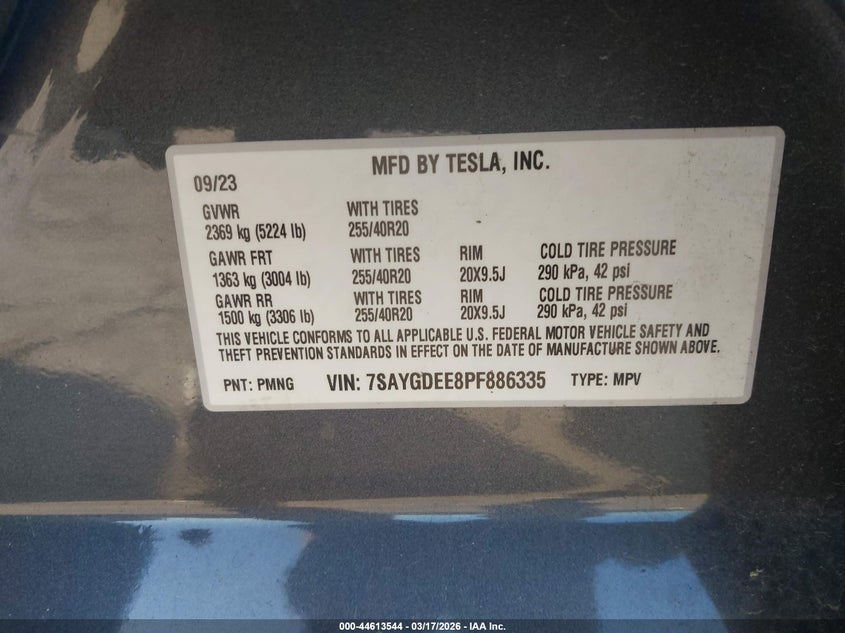 MFD BY TESLA, INC.
09/23
GVWR WITH TIRES
2369 kg (5224 lb) 255/40R20
GAWR FRT WITH TIRES RIM COLD TIRE PRESSURE
1363 kg (3004 lb) 255/40R20 20X9.5J 290 kPa, 42 psi
GAWR RR WITH TIRES RIM COLD TIRE PRESSURE
1500 kg (3306 lb) 255/40R20 20X9.5J 290 kPa, 42 psi
THIS VEHICLE CONFORMS TO ALL APPLICABLE U.S. FEDERAL MOTOR VEHICLE SAFETY AND
THEFT PREVENTION STANDARDS IN EFFECT ON THE DATE OF MANUFACTURE SHOWN ABOVE.
PNT: PMNG VIN: 7SAYGDEE8PF886335 TYPE: MPV
000-44613544 — 03/17/2026 — IAA Inc.